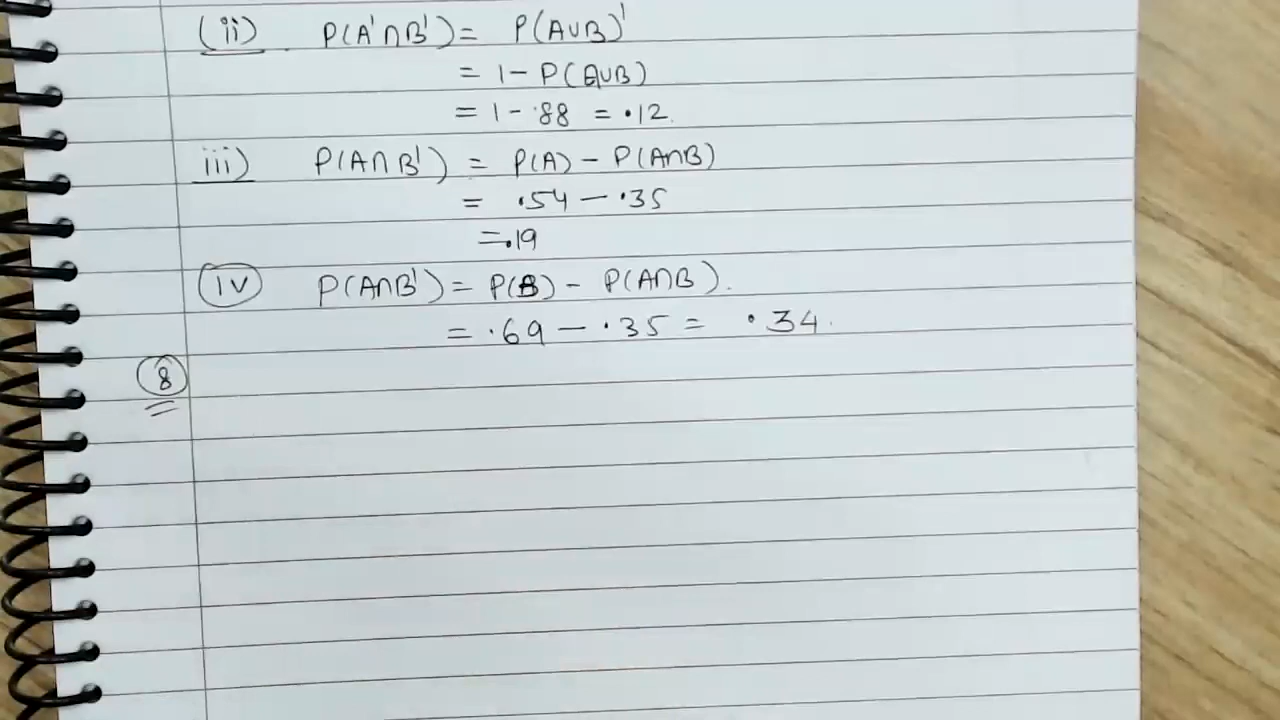 (ii) P(A'∩B') = P(A∪B)'
= 1 - P(A∪B)
= 1 - .88 = .12.
iii) P(A∩B') = P(A) - P(A∩B)
= .54 - .35
= .19
(iv) P(A∩B') = P(B) - P(A∩B).
= .69 - .35 = .34.
8